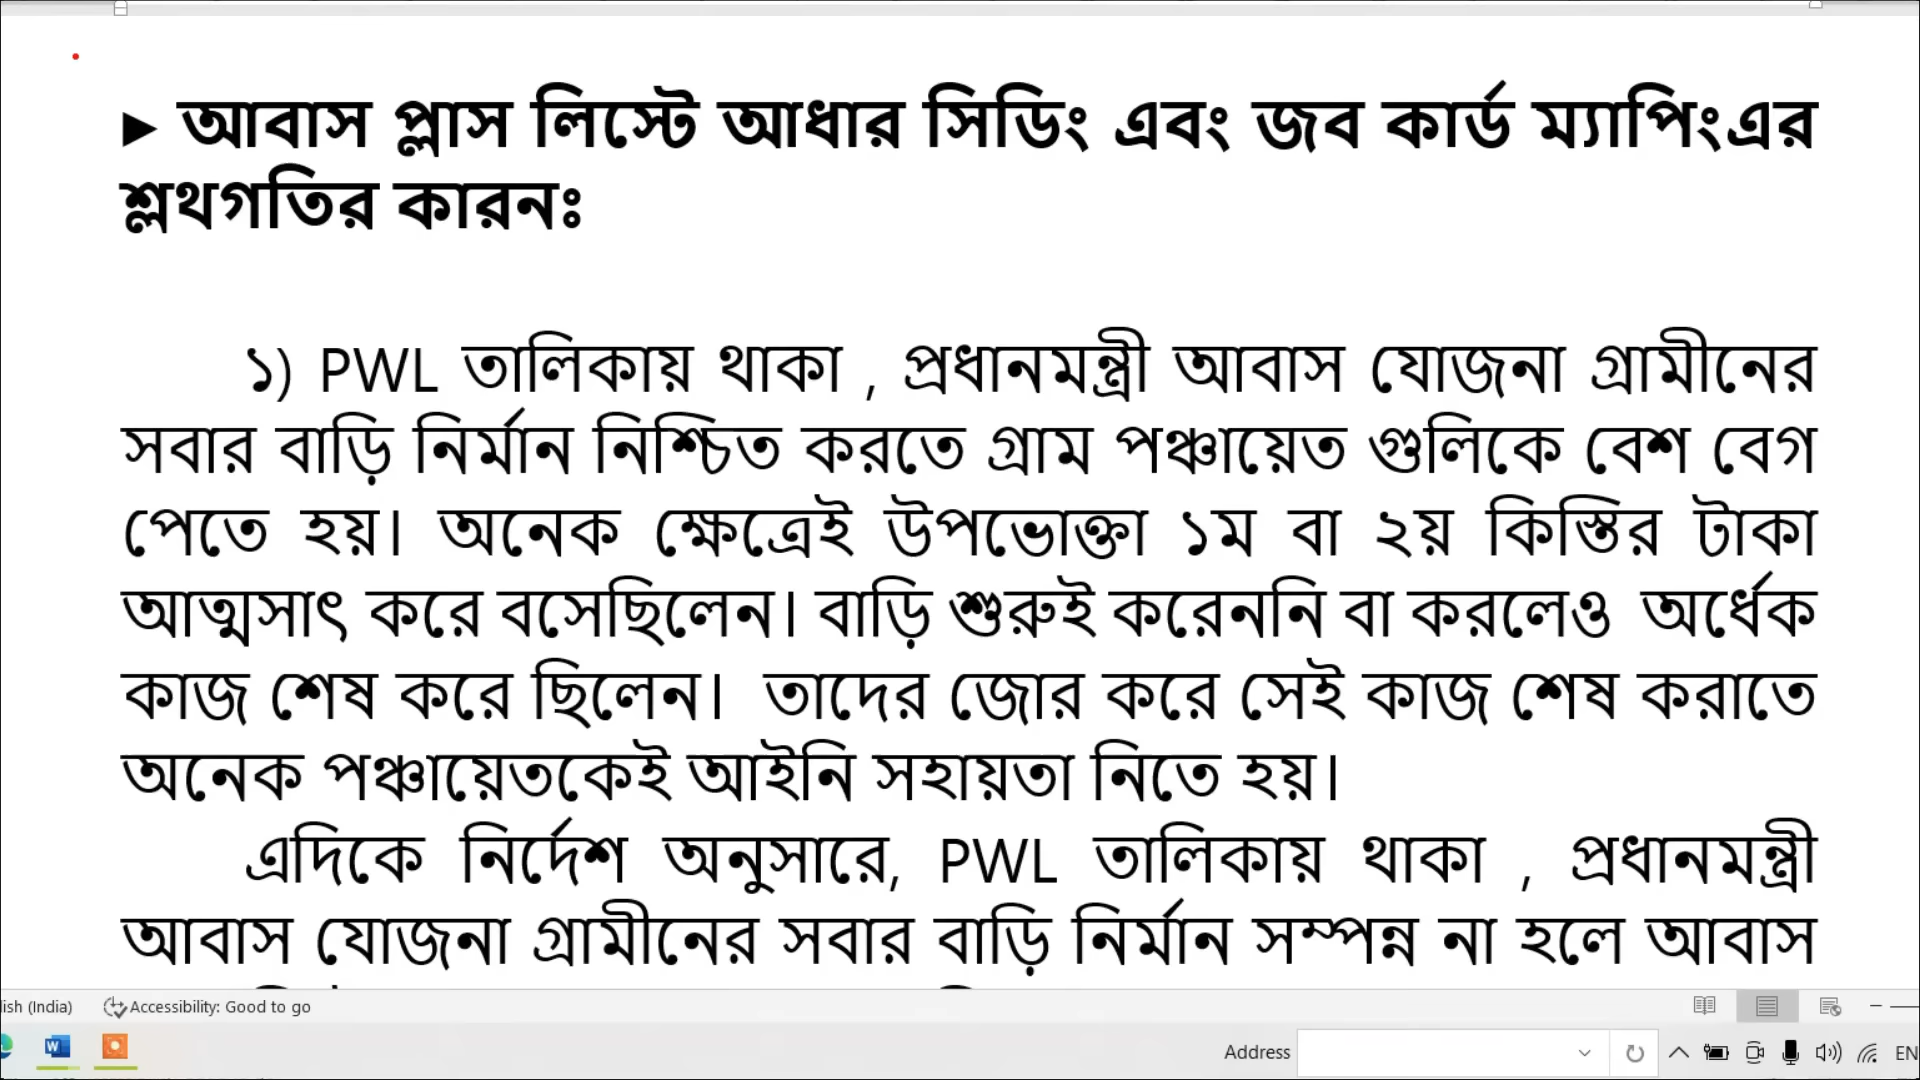 ► আবাস প্লাস লিস্টে আধার সিডিং এবং জব কার্ড ম্যাপিংএর
শ্লথগতির কারনঃ
১) PWL তালিকায় থাকা , প্রধানমন্ত্রী আবাস যোজনা গ্রামীনের
সবার বাড়ি নির্মান নিশ্চিত করতে গ্রাম পঞ্চায়েত গুলিকে বেশ বেগ
পেতে হয়। অনেক ক্ষেত্রেই উপভোক্তা ১ম বা ২য় কিস্তির টাকা
আত্মসাৎ করে বসেছিলেন। বাড়ি শুরুই করেননি বা করলেও অর্ধেক
কাজ শেষ করে ছিলেন। তাদের জোর করে সেই কাজ শেষ করাতে
অনেক পঞ্চায়েতকেই আইনি সহায়তা নিতে হয়।
এদিকে নির্দেশ অনুসারে, PWL তালিকায় থাকা , প্রধানমন্ত্রী
আবাস যোজনা গ্রামীনের সবার বাড়ি নির্মান সম্পন্ন না হলে আবাস
lish (India) Accessibility: Good to go
Address EN